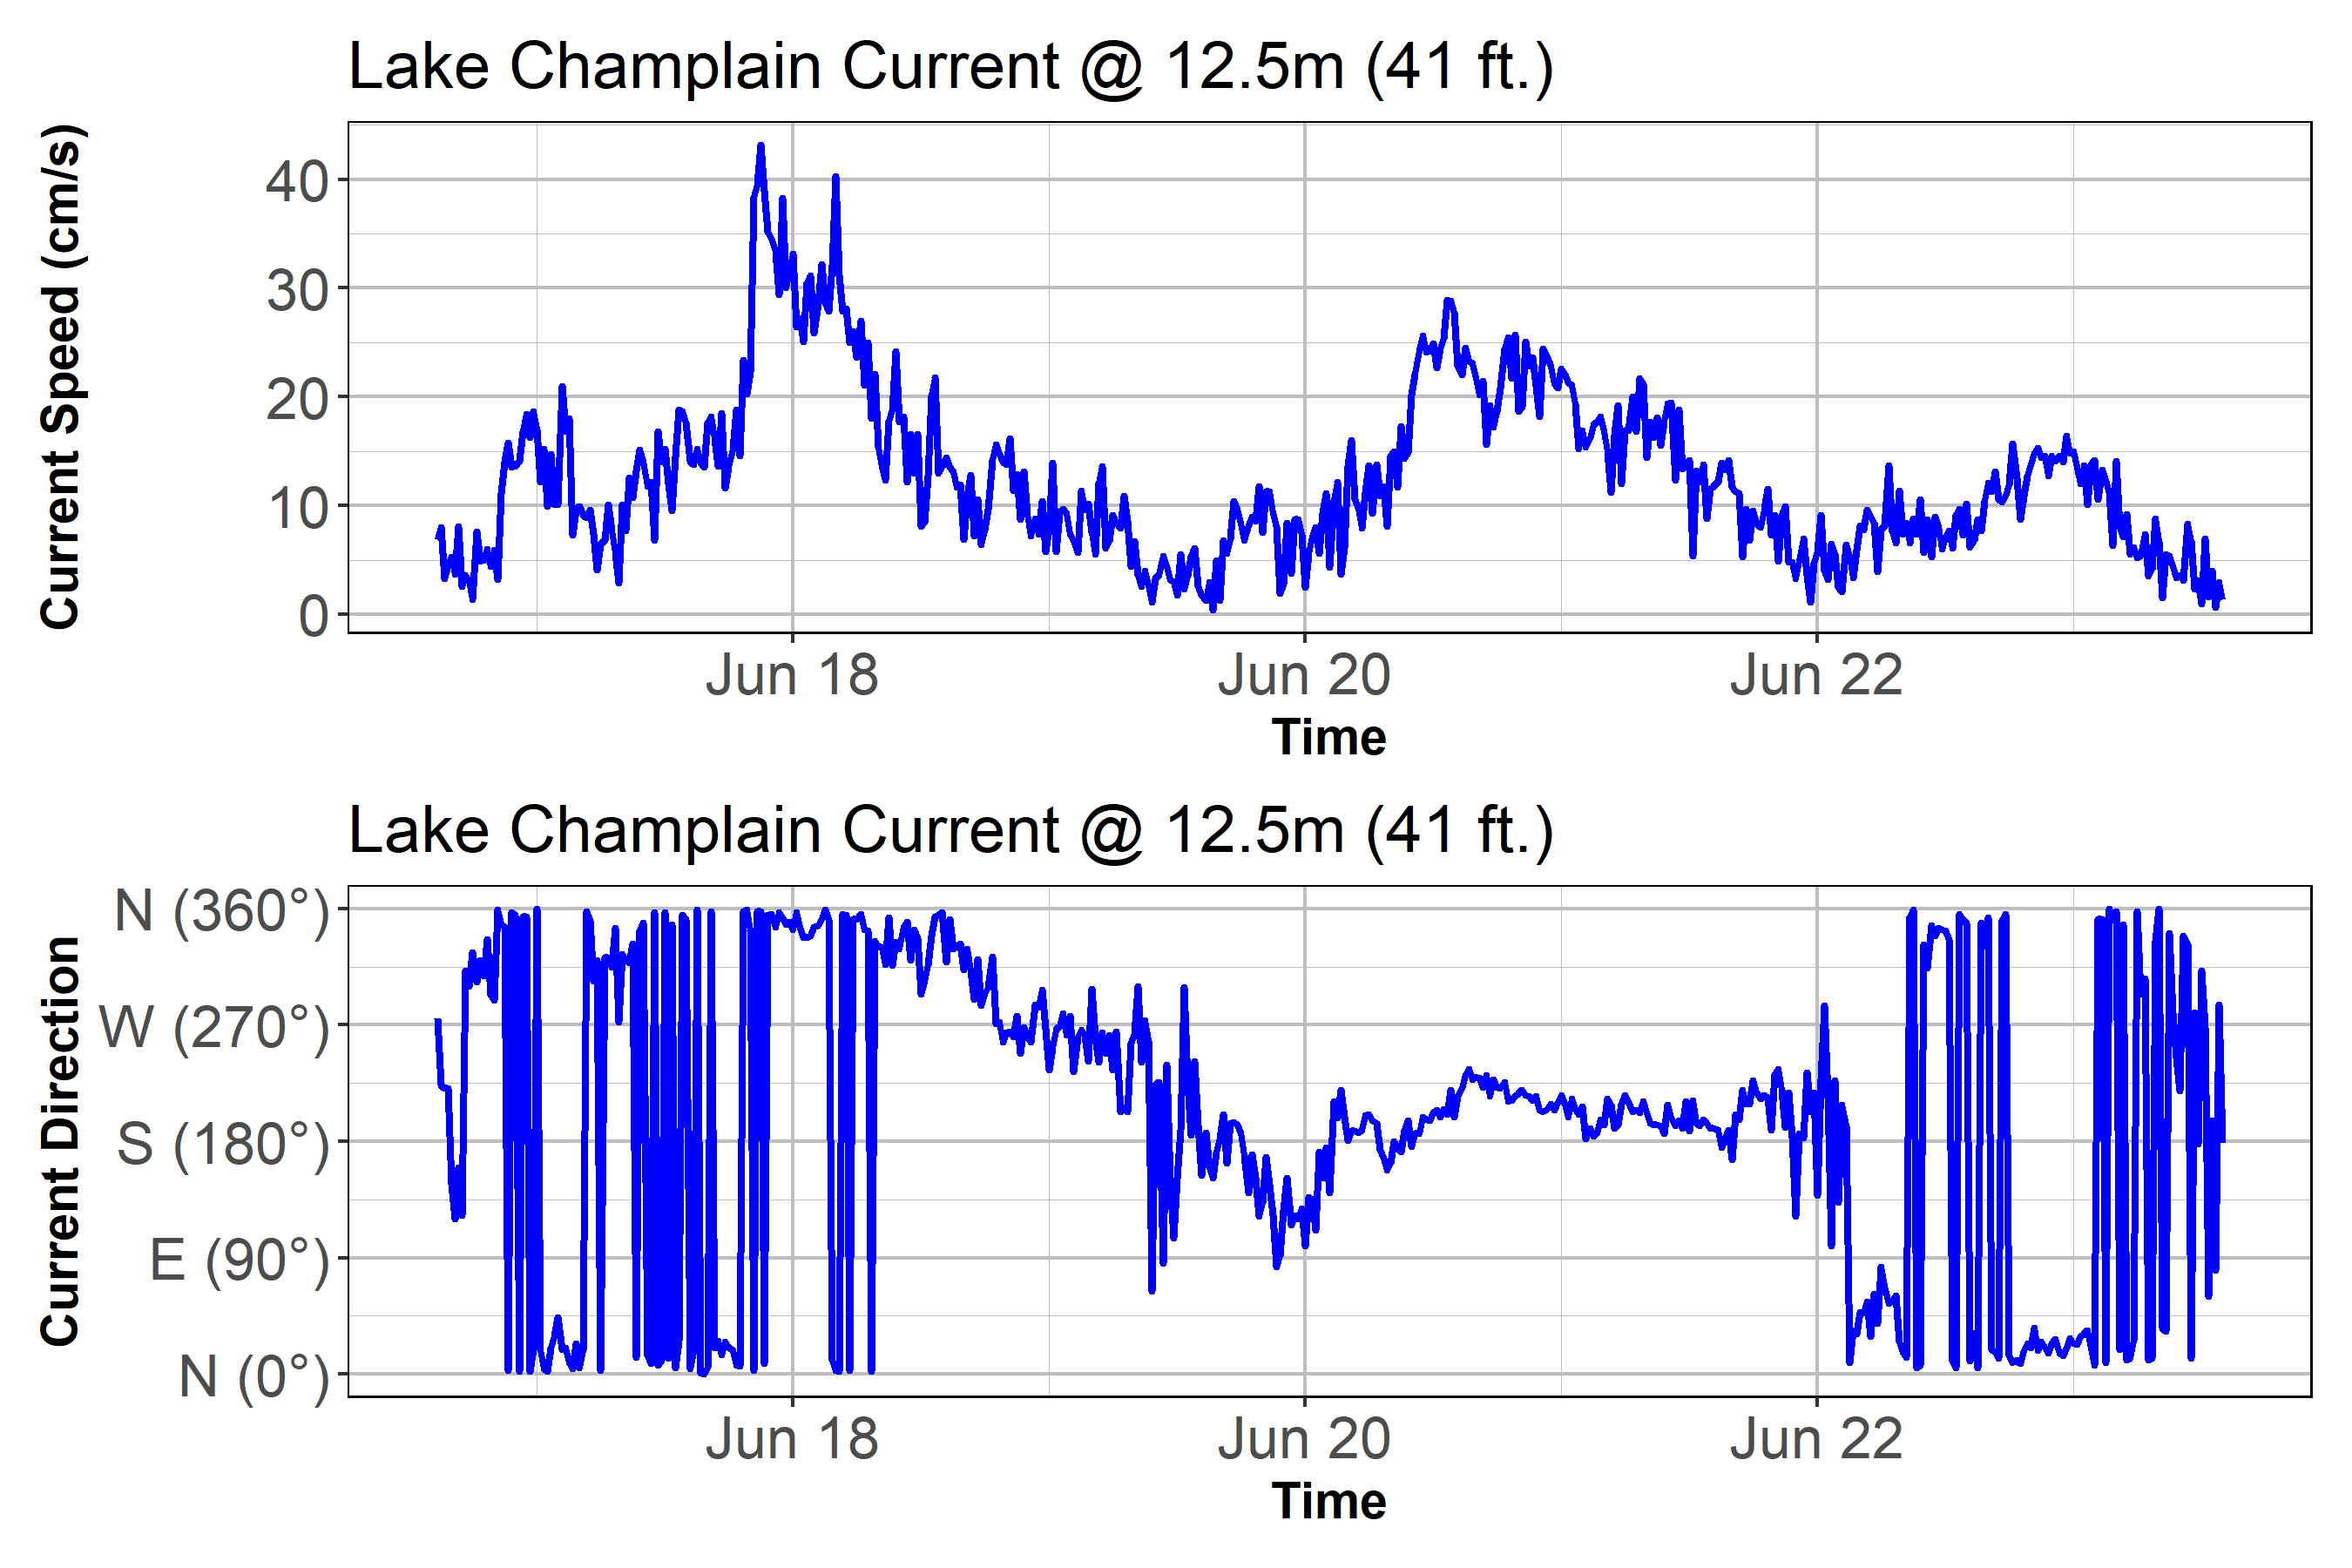 Lake Champlain Current @ 12.5m (41 ft.)
Current Speed (cm/s)
40
30
20
10
0
Jun 18 Jun 20 Jun 22
Time
Lake Champlain Current @ 12.5m (41 ft.)
Current Direction
N (360°)
W (270°)
S (180°)
E (90°)
N (0°)
Jun 18 Jun 20 Jun 22
Time